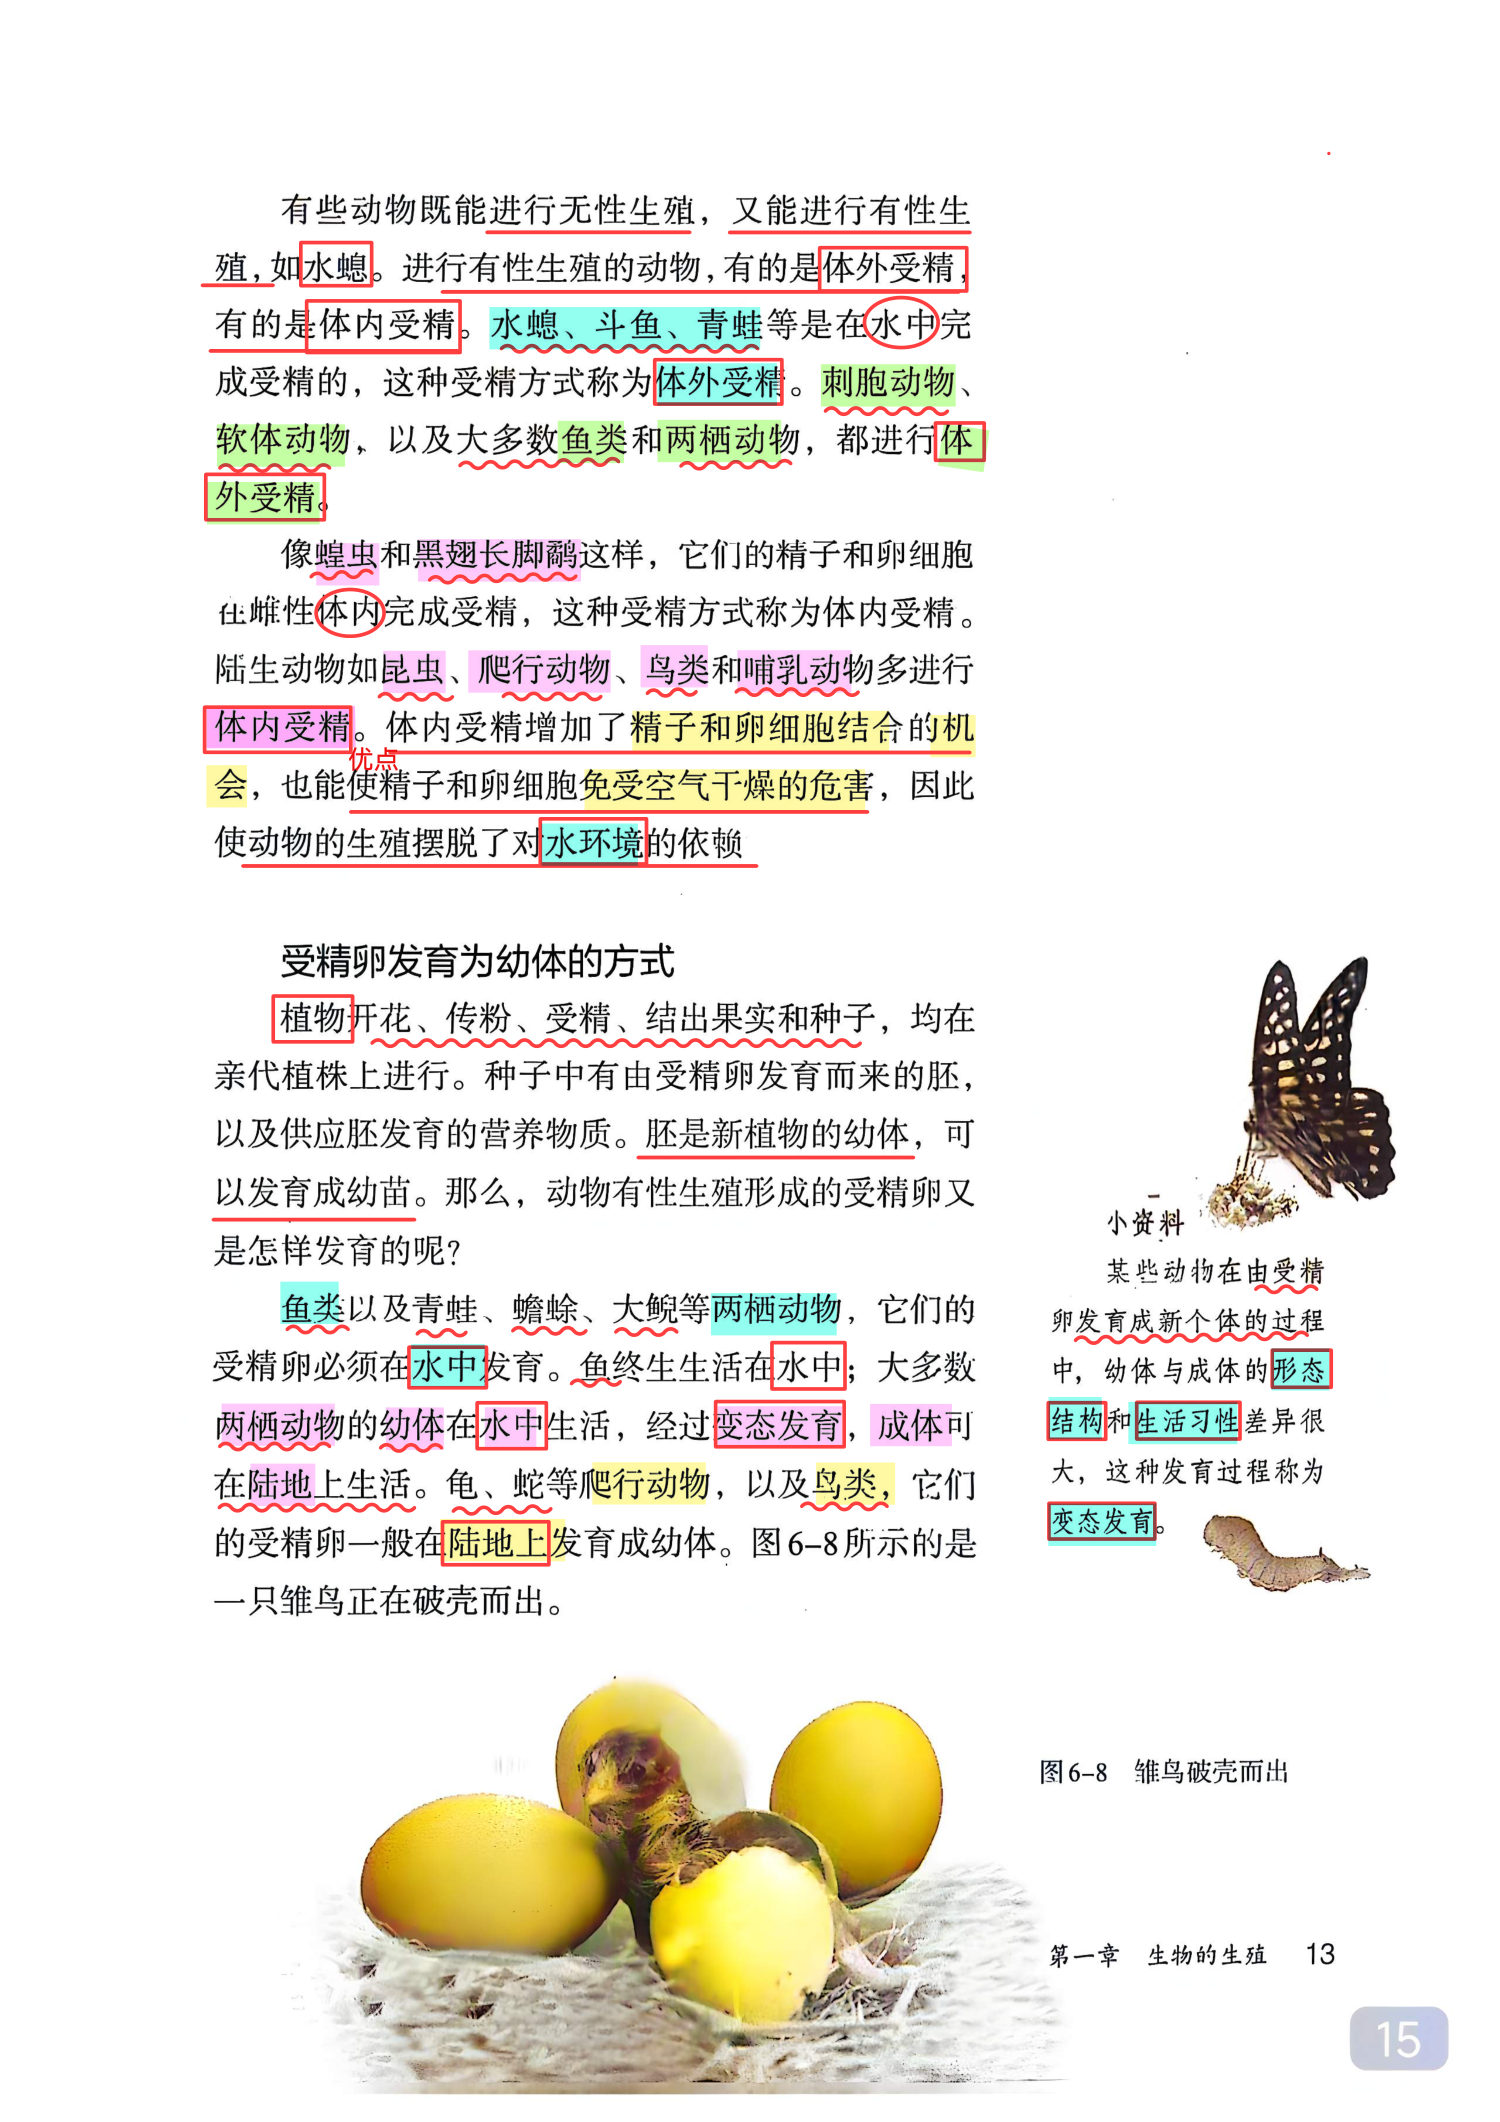 有些动物既能进行无性生殖，又能进行有性生
殖，如水螅。进行有性生殖的动物，有的是体外受精，
有的是体内受精。水螅、斗鱼、青蛙等是在水中完
成受精的，这种受精方式称为体外受精。刺胞动物、
软体动物、以及大多数鱼类和两栖动物，都进行体
外受精。
像蝗虫和黑翅长脚鹬这样，它们的精子和卵细胞
在雌性体内完成受精，这种受精方式称为体内受精。
陆生动物如昆虫、爬行动物、鸟类和哺乳动物多进行
体内受精。体内受精增加了精子和卵细胞结合的机
优点
会，也能使精子和卵细胞免受空气干燥的危害，因此
使动物的生殖摆脱了对水环境的依赖
受精卵发育为幼体的方式
植物开花、传粉、受精、结出果实和种子，均在
亲代植株上进行。种子中有由受精卵发育而来的胚，
以及供应胚发育的营养物质。胚是新植物的幼体，可
以发育成幼苗。那么，动物有性生殖形成的受精卵又
是怎样发育的呢？
鱼类以及青蛙、蟾蜍、大鲵等两栖动物，它们的
受精卵必须在水中发育。鱼终生生活在水中；大多数
两栖动物的幼体在水中生活，经过变态发育，成体可
在陆地上生活。龟、蛇等爬行动物，以及鸟类，它们
的受精卵一般在陆地上发育成幼体。图6-8所示的是
一只雏鸟正在破壳而出。
小资料
某些动物在由受精
卵发育成新个体的过程
中，幼体与成体的形态
结构和生活习性差异很
大，这种发育过程称为
变态发育。
图6-8 雏鸟破壳而出
第一章 生物的生殖 13
15